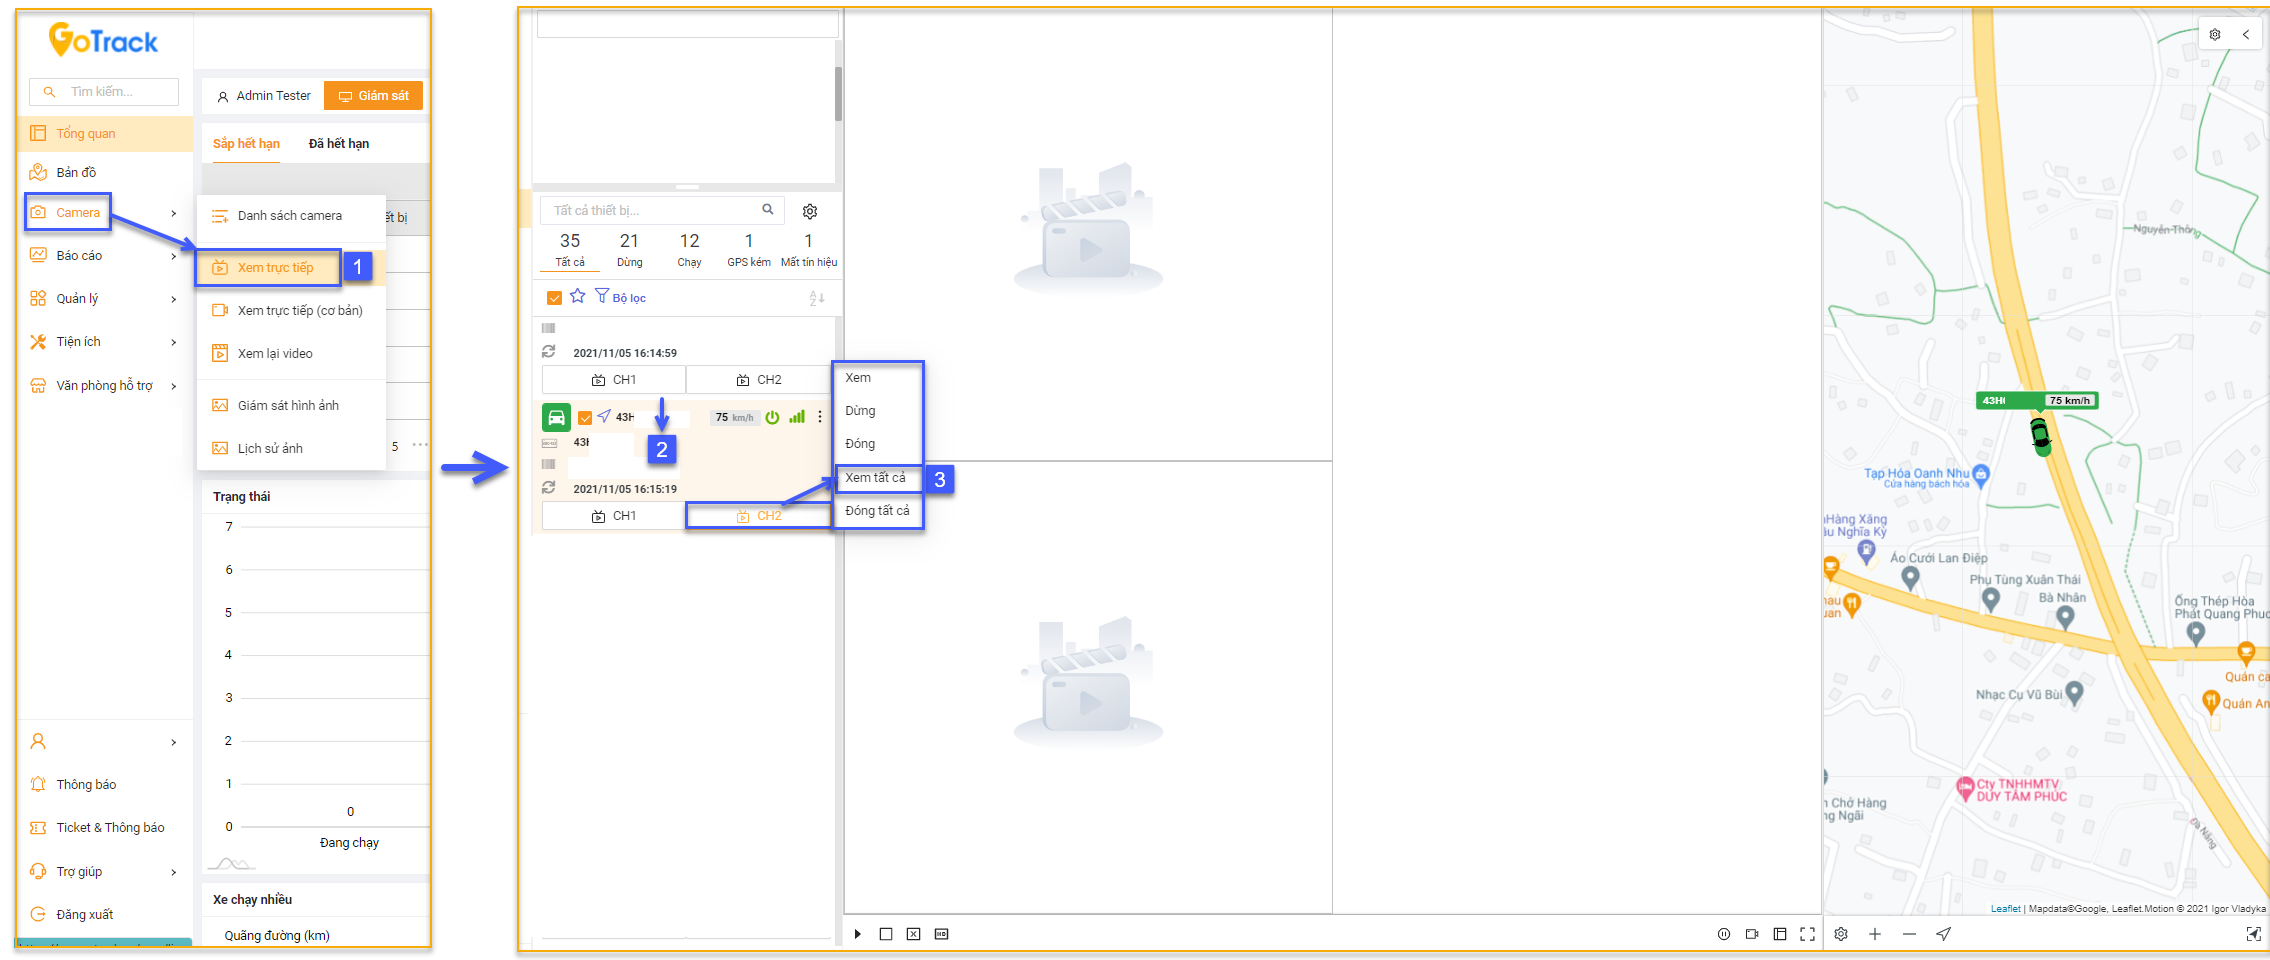 GoTrack
Tìm kiếm...
Tổng quan
Bản đồ
Camera
Báo cáo
Quản lý
Tiện ích
Văn phòng hỗ trợ
Thông báo
Ticket & Thông báo
Trợ giúp
Đăng xuất
Admin Tester
Giám sát
Sắp hết hạn
Đã hết hạn
ết bị
Danh sách camera
Xem trực tiếp
1
Xem trực tiếp (cơ bản)
Xem lại video
Giám sát hình ảnh
Lịch sử ảnh
5 •••
Trạng thái
7
6
5
4
3
2
1
0
0
Đang chạy
Xe chạy nhiều
Quãng đường (km)
Tất cả thiết bị...
35 21 12 1 1
Tất cả Dừng Chạy GPS kém Mất tín hiệu
Bộ lọc
2021/11/05 16:14:59
CH1 CH2
43H 75 km/h
43H
2
2021/11/05 16:15:19
CH1 CH2
Xem
Dừng
Đóng
Xem tất cả
3
Đóng tất cả
HD
Nguyễn Thông
75 km/h
Tạp Hóa Oanh Nhu
Cửa hàng bách hóa
Hàng Xăng
ầu Nghĩa Kỳ
Áo Cưới Lan Điệp
Phụ Tùng Xuân Thái
Bà Nhân
Ống Thép Hòa
Phát Quang Phuc
hau
uan
Nhạc Cụ Vũ Bùi
Quán ca
Quán An
Cty TNHHMTV
DUY TÂM PHÚC
n Chở Hàng
ng Ngãi
Đà Nẵng
Leaflet | Mapdata©Google, Leaflet.Motion © 2021 Igor Vladyka